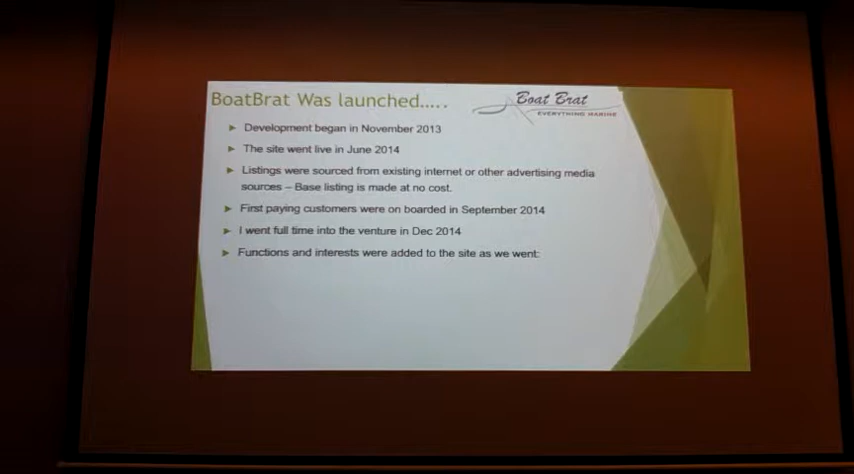 BoatBrat Was launched.....
Boat Brat
EVERYTHING MARINE
Development began in November 2013
The site went live in June 2014
Listings were sourced from existing internet or other advertising media
sources – Base listing is made at no cost.
First paying customers were on boarded in September 2014
I went full time into the venture in Dec 2014
Functions and interests were added to the site as we went: